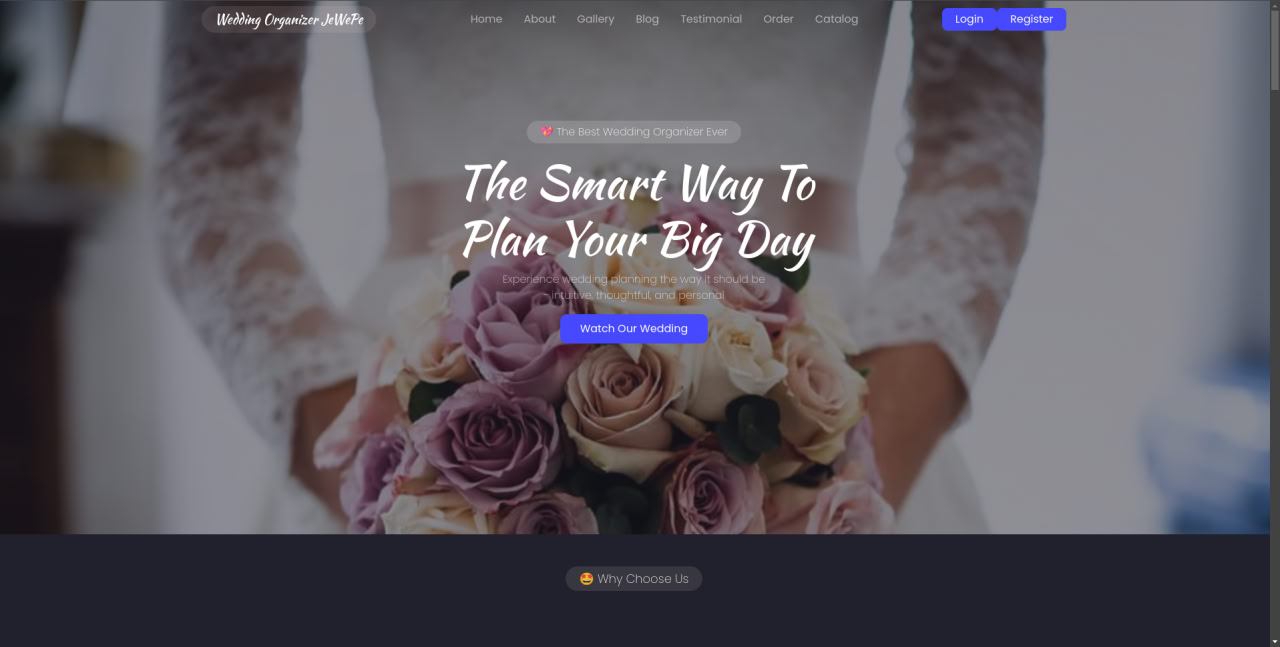 Wedding Organizer JeWePe
Home About Gallery Blog Testimonial Order Catalog
Login Register
💖 The Best Wedding Organizer Ever
The Smart Way To
Plan Your Big Day
Experience wedding planning the way it should be
– intuitive, thoughtful, and personal
Watch Our Wedding
🤩 Why Choose Us